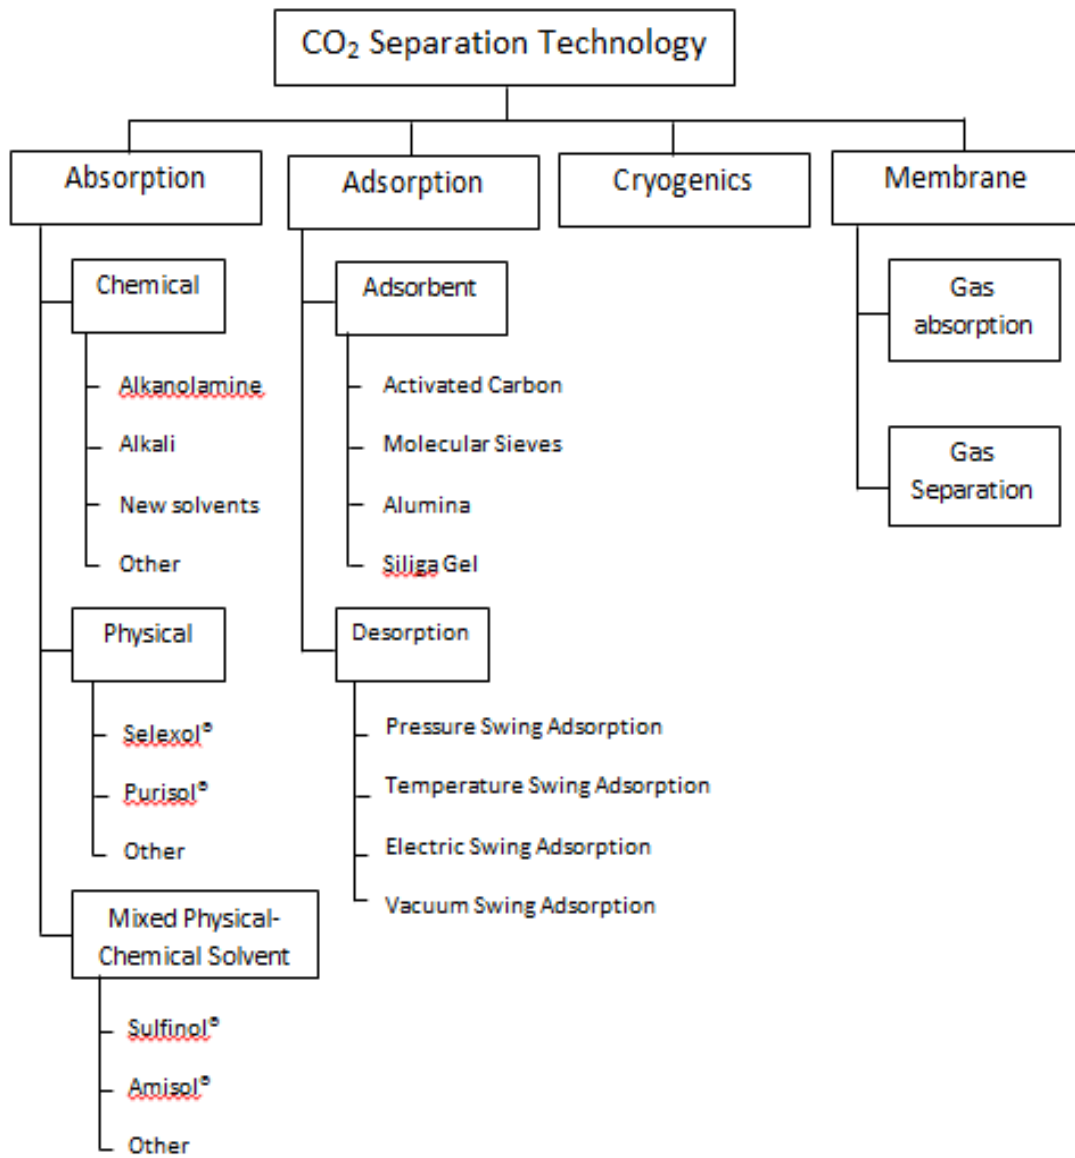 CO₂ Separation Technology
Absorption
Adsorption
Cryogenics
Membrane
Chemical
Alkanolamine
Alkali
New solvents
Other
Physical
Selexol®
Purisol®
Other
Mixed Physical-
Chemical Solvent
Sulfinol®
Amisol®
Other
Adsorbent
Activated Carbon
Molecular Sieves
Alumina
Siliga Gel
Desorption
Pressure Swing Adsorption
Temperature Swing Adsorption
Electric Swing Adsorption
Vacuum Swing Adsorption
Gas
absorption
Gas
Separation